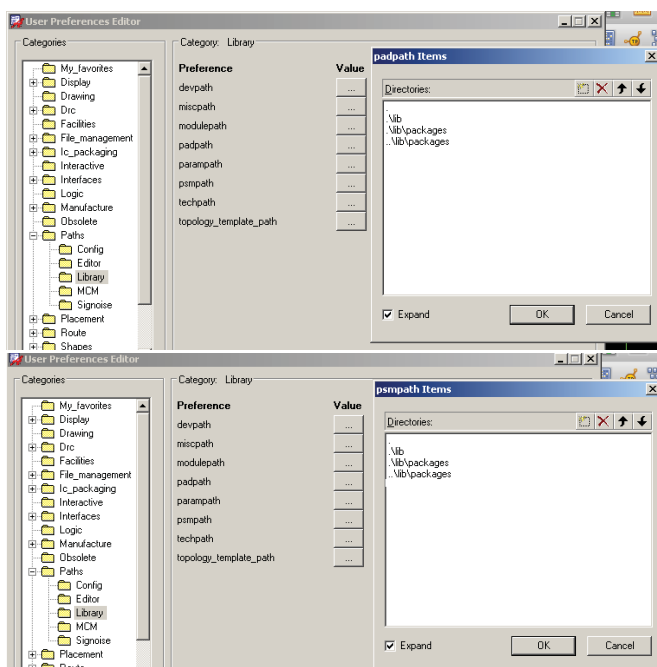 User Preferences Editor
Categories
My_favorites
Display
Drawing
Drc
Facilities
File_management
Ic_packaging
Interactive
Interfaces
Logic
Manufacture
Obsolete
Paths
Config
Editor
Library
MCM
Signoise
Placement
Route
Shapes
Category: Library
Preference Value
devpath ...
miscpath ...
modulepath ...
padpath ...
parampath ...
psmpath ...
techpath ...
topology_template_path ...
padpath Items
Directories:
.
.\lib
.\lib\packages
..\lib\packages
Expand
OK
Cancel
User Preferences Editor
Categories
My_favorites
Display
Drawing
Drc
Facilities
File_management
Ic_packaging
Interactive
Interfaces
Logic
Manufacture
Obsolete
Paths
Config
Editor
Library
MCM
Signoise
Placement
Category: Library
Preference Value
devpath ...
miscpath ...
modulepath ...
padpath ...
parampath ...
psmpath ...
techpath ...
topology_template_path ...
psmpath Items
Directories:
.
.\lib
.\lib\packages
..\lib\packages
Expand
OK
Cancel